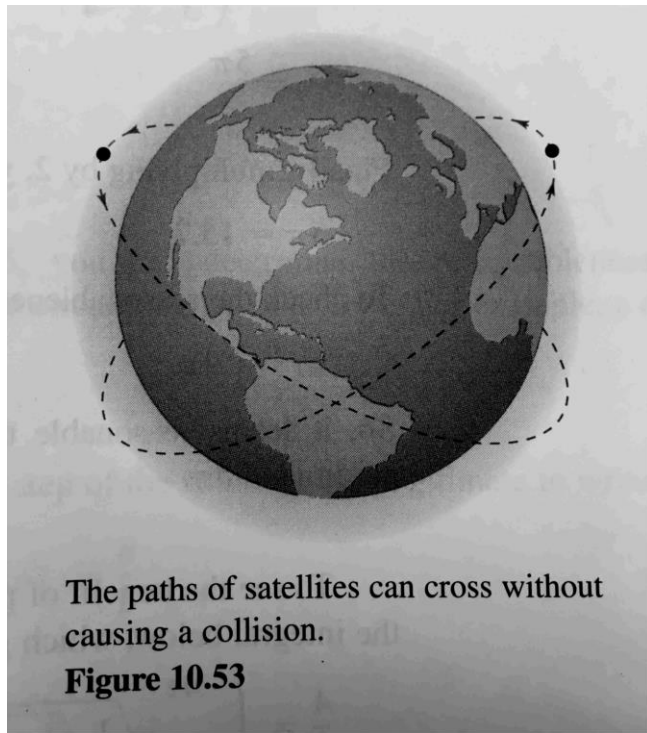 The paths of satellites can cross without
causing a collision.
Figure 10.53